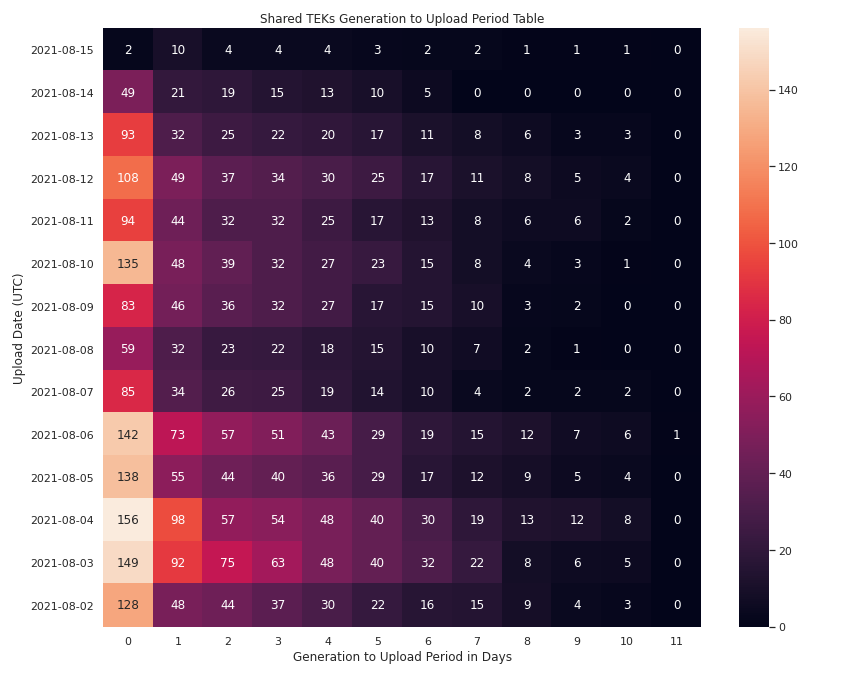 Shared TEKs Generation to Upload Period Table
2021-08-15 2 10 4 4 4 3 2 2 1 1 1 0
2021-08-14 49 21 19 15 13 10 5 0 0 0 0 0
2021-08-13 93 32 25 22 20 17 11 8 6 3 3 0
2021-08-12 108 49 37 34 30 25 17 11 8 5 4 0
2021-08-11 94 44 32 32 25 17 13 8 6 6 2 0
2021-08-10 135 48 39 32 27 23 15 8 4 3 1 0
2021-08-09 83 46 36 32 27 17 15 10 3 2 0 0
2021-08-08 59 32 23 22 18 15 10 7 2 1 0 0
2021-08-07 85 34 26 25 19 14 10 4 2 2 2 0
2021-08-06 142 73 57 51 43 29 19 15 12 7 6 1
2021-08-05 138 55 44 40 36 29 17 12 9 5 4 0
2021-08-04 156 98 57 54 48 40 30 19 13 12 8 0
2021-08-03 149 92 75 63 48 40 32 22 8 6 5 0
2021-08-02 128 48 44 37 30 22 16 15 9 4 3 0
0 1 2 3 4 5 6 7 8 9 10 11
Generation to Upload Period in Days
Upload Date (UTC)
140
120
100
80
60
40
20
0